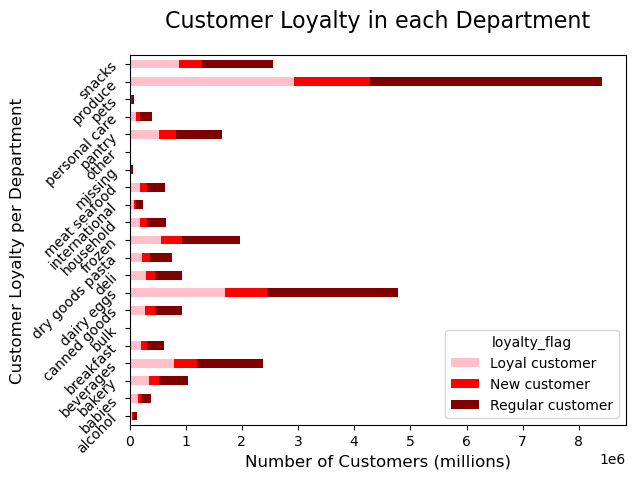 Customer Loyalty in each Department
Customer Loyalty per Department
snacks
produce
pets
personal care
pantry
other
missing
meat seafood
international
household
frozen
dry goods pasta
deli
dairy eggs
canned goods
bulk
breakfast
beverages
bakery
babies
alcohol
loyalty_flag
Loyal customer
New customer
Regular customer
0 1 2 3 4 5 6 7 8
1e6
Number of Customers (millions)